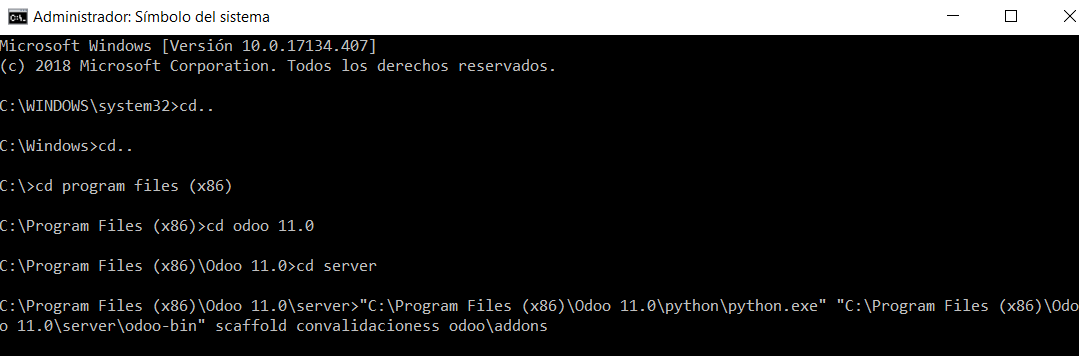 Administrador: Símbolo del sistema
Microsoft Windows [Versión 10.0.17134.407]
(c) 2018 Microsoft Corporation. Todos los derechos reservados.
C:\WINDOWS\system32>cd..
C:\Windows>cd..
C:\>cd program files (x86)
C:\Program Files (x86)>cd odoo 11.0
C:\Program Files (x86)\Odoo 11.0>cd server
C:\Program Files (x86)\Odoo 11.0\server>"C:\Program Files (x86)\Odoo 11.0\python\python.exe" "C:\Program Files (x86)\Odo
o 11.0\server\odoo-bin" scaffold convalidacioness odoo\addons